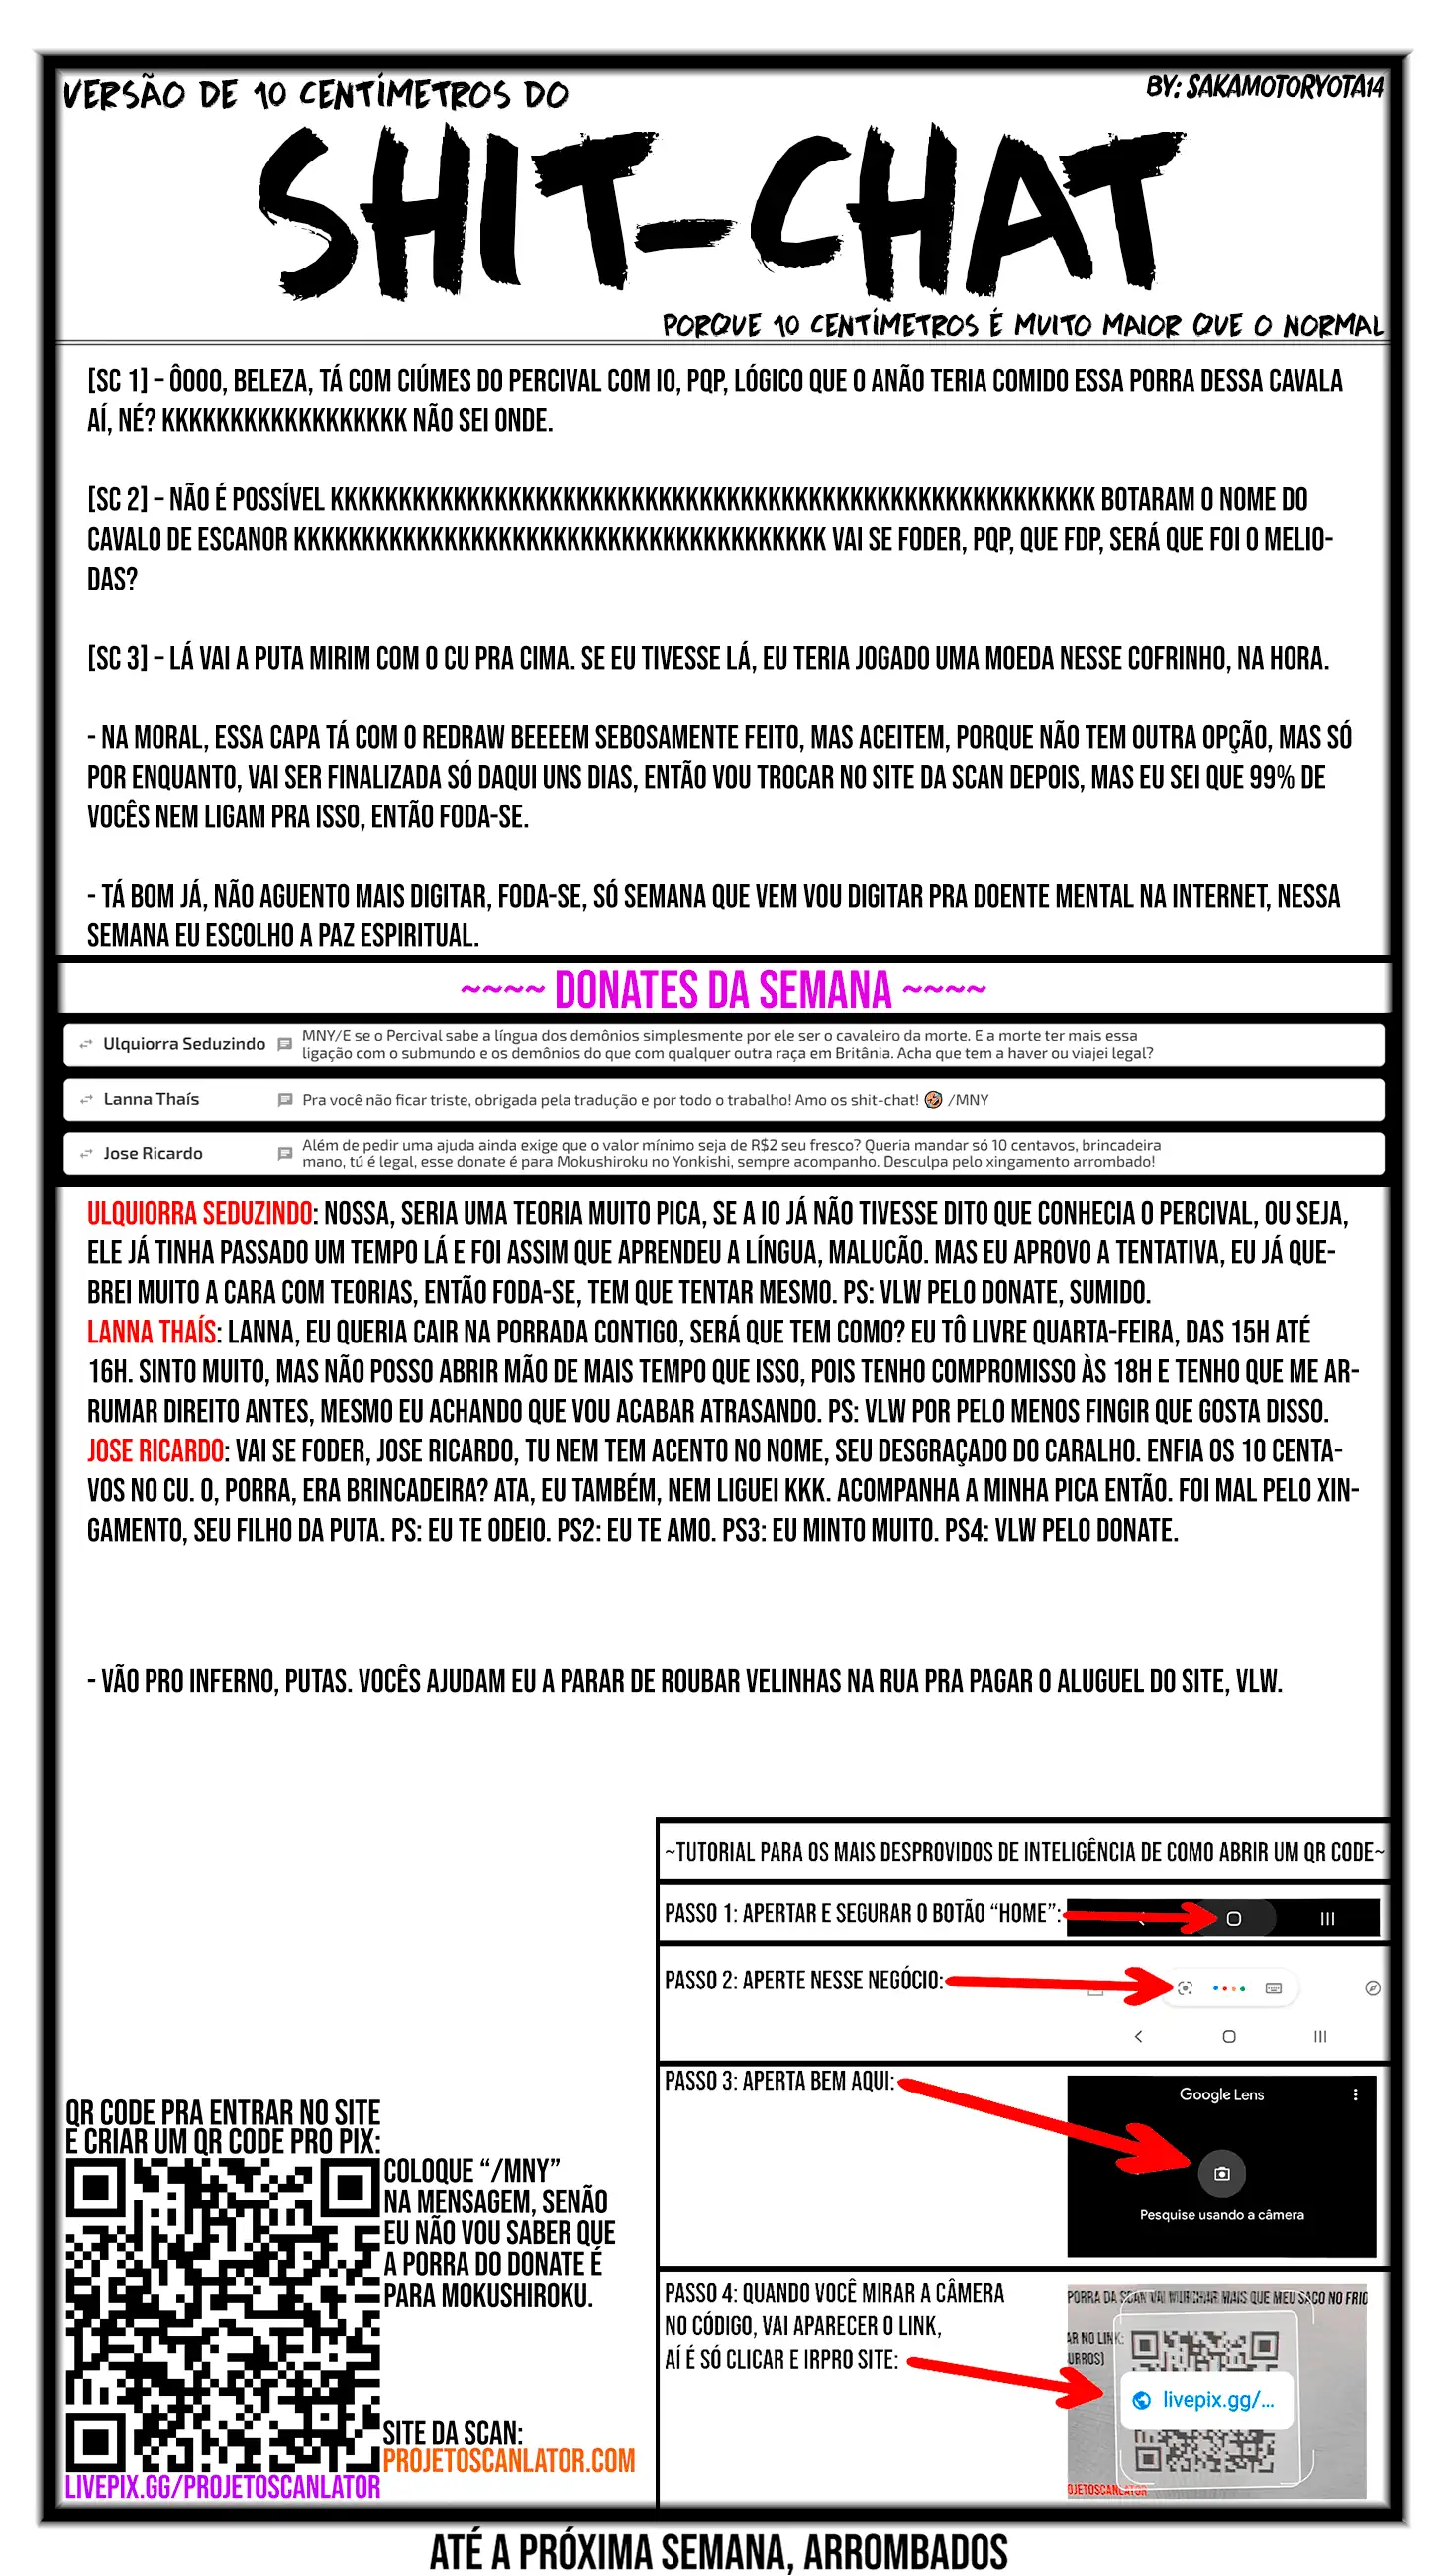 VERSÃO DE 10 CENTÍMETROS DO
BY: SAKAMOTORYOTA14
SHIT-CHAT
PORQUE 10 CENTÍMETROS É MUITO MAIOR QUE O NORMAL
[SC 1] – ÔOOO, BELEZA, TÁ COM CIÚMES DO PERCIVAL COM IO, PQP, LÓGICO QUE O ANÃO TERIA COMIDO ESSA PORRA DESSA CAVALA
AÍ, NÉ? KKKKKKKKKKKKKKKKKK NÃO SEI ONDE.
[SC 2] – NÃO É POSSÍVEL KKKKKKKKKKKKKKKKKKKKKKKKKKKKKKKKKKKKKKKKKKKKKKKKKKKKKKKK BOTARAM O NOME DO
CAVALO DE ESCANOR KKKKKKKKKKKKKKKKKKKKKKKKKKKKKKKKKKKKKKK VAI SE FODER, PQP, QUE FDP, SERÁ QUE FOI O MELIO-
DAS?
[SC 3] – LÁ VAI A PUTA MIRIM COM O CU PRA CIMA. SE EU TIVESSE LÁ, EU TERIA JOGADO UMA MOEDA NESSE COFRINHO, NA HORA.
- NA MORAL, ESSA CAPA TÁ COM O REDRAW BEEEEM SEBOSAMENTE FEITO, MAS ACEITEM, PORQUE NÃO TEM OUTRA OPÇÃO, MAS SÓ
POR ENQUANTO, VAI SER FINALIZADA SÓ DAQUI UNS DIAS, ENTÃO VOU TROCAR NO SITE DA SCAN DEPOIS, MAS EU SEI QUE 99% DE
VOCÊS NEM LIGAM PRA ISSO, ENTÃO FODA-SE.
- TÁ BOM JÁ, NÃO AGUENTO MAIS DIGITAR, FODA-SE, SÓ SEMANA QUE VEM VOU DIGITAR PRA DOENTE MENTAL NA INTERNET, NESSA
SEMANA EU ESCOLHO A PAZ ESPIRITUAL.
~~~~ DONATES DA SEMANA ~~~~
Ulquiorra Seduzindo
MNY/E se o Percival sabe a língua dos demônios simplesmente por ele ser o cavaleiro da morte. E a morte ter mais essa
ligação com o submundo e os demônios do que com qualquer outra raça em Britânia. Acha que tem a haver ou viajei legal?
Lanna Thaís
Pra você não ficar triste, obrigada pela tradução e por todo o trabalho! Amo os shit-chat! 🤣 /MNY
Jose Ricardo
Além de pedir uma ajuda ainda exige que o valor mínimo seja de R$2 seu fresco? Queria mandar só 10 centavos, brincadeira
mano, tú é legal, esse donate é para Mokushiroku no Yonkishi, sempre acompanho. Desculpa pelo xingamento arrombado!
ULQUIORRA SEDUZINDO: NOSSA, SERIA UMA TEORIA MUITO PICA, SE A IO JÁ NÃO TIVESSE DITO QUE CONHECIA O PERCIVAL, OU SEJA,
ELE JÁ TINHA PASSADO UM TEMPO LÁ E FOI ASSIM QUE APRENDEU A LÍNGUA, MALUCÃO. MAS EU APROVO A TENTATIVA, EU JÁ QUE-
BREI MUITO A CARA COM TEORIAS, ENTÃO FODA-SE, TEM QUE TENTAR MESMO. PS: VLW PELO DONATE, SUMIDO.
LANNA THAÍS: LANNA, EU QUERIA CAIR NA PORRADA CONTIGO, SERÁ QUE TEM COMO? EU TÔ LIVRE QUARTA-FEIRA, DAS 15H ATÉ
16H. SINTO MUITO, MAS NÃO POSSO ABRIR MÃO DE MAIS TEMPO QUE ISSO, POIS TENHO COMPROMISSO ÀS 18H E TENHO QUE ME AR-
RUMAR DIREITO ANTES, MESMO EU ACHANDO QUE VOU ACABAR ATRASANDO. PS: VLW POR PELO MENOS FINGIR QUE GOSTA DISSO.
JOSE RICARDO: VAI SE FODER, JOSE RICARDO, TU NEM TEM ACENTO NO NOME, SEU DESGRAÇADO DO CARALHO. ENFIA OS 10 CENTA-
VOS NO CU. O, PORRA, ERA BRINCADEIRA? ATA, EU TAMBÉM, NEM LIGUEI KKK. ACOMPANHA A MINHA PICA ENTÃO. FOI MAL PELO XIN-
GAMENTO, SEU FILHO DA PUTA. PS: EU TE ODEIO. PS2: EU TE AMO. PS3: EU MINTO MUITO. PS4: VLW PELO DONATE.
- VÃO PRO INFERNO, PUTAS. VOCÊS AJUDAM EU A PARAR DE ROUBAR VELINHAS NA RUA PRA PAGAR O ALUGUEL DO SITE, VLW.
~TUTORIAL PARA OS MAIS DESPROVIDOS DE INTELIGÊNCIA DE COMO ABRIR UM QR CODE~
PASSO 1: APERTAR E SEGURAR O BOTÃO “HOME”:
PASSO 2: APERTE NESSE NEGÓCIO:
PASSO 3: APERTA BEM AQUI:
Google Lens
Pesquise usando a câmera
PASSO 4: QUANDO VOCÊ MIRAR A CÂMERA
NO CÓDIGO, VAI APARECER O LINK,
AÍ É SÓ CLICAR E IRPRO SITE:
PORRA DA SCAN VAI MURCHAR MAIS QUE MEU SACO NO FRIO
AR NO LINK:
URROS)
livepix.gg/...
OJETOSCANLATOR
QR CODE PRA ENTRAR NO SITE
E CRIAR UM QR CODE PRO PIX:
COLOQUE “/MNY”
NA MENSAGEM, SENÃO
EU NÃO VOU SABER QUE
A PORRA DO DONATE É
PARA MOKUSHIROKU.
SITE DA SCAN:
PROJETOSCANLATOR.COM
LIVEPIX.GG/PROJETOSCANLATOR
ATÉ A PRÓXIMA SEMANA, ARROMBADOS